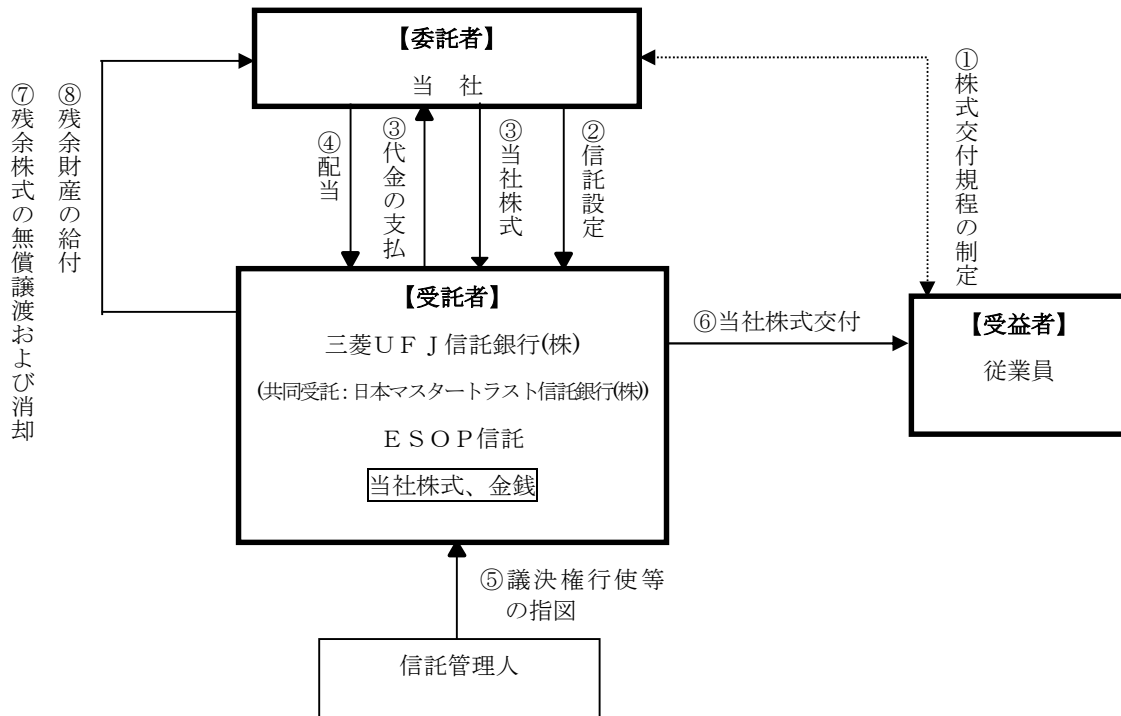 【委託者】
当 社
①株式交付規程の制定
②信託設定
③当社株式
③代金の支払
④配当
⑧残余財産の給付
⑦残余株式の無償譲渡および消却
【受託者】
三菱ＵＦＪ信託銀行(株)
(共同受託：日本マスタートラスト信託銀行(株))
ＥＳＯＰ信託
当社株式、金銭
⑥当社株式交付
【受益者】
従業員
⑤議決権行使等
の指図
信託管理人